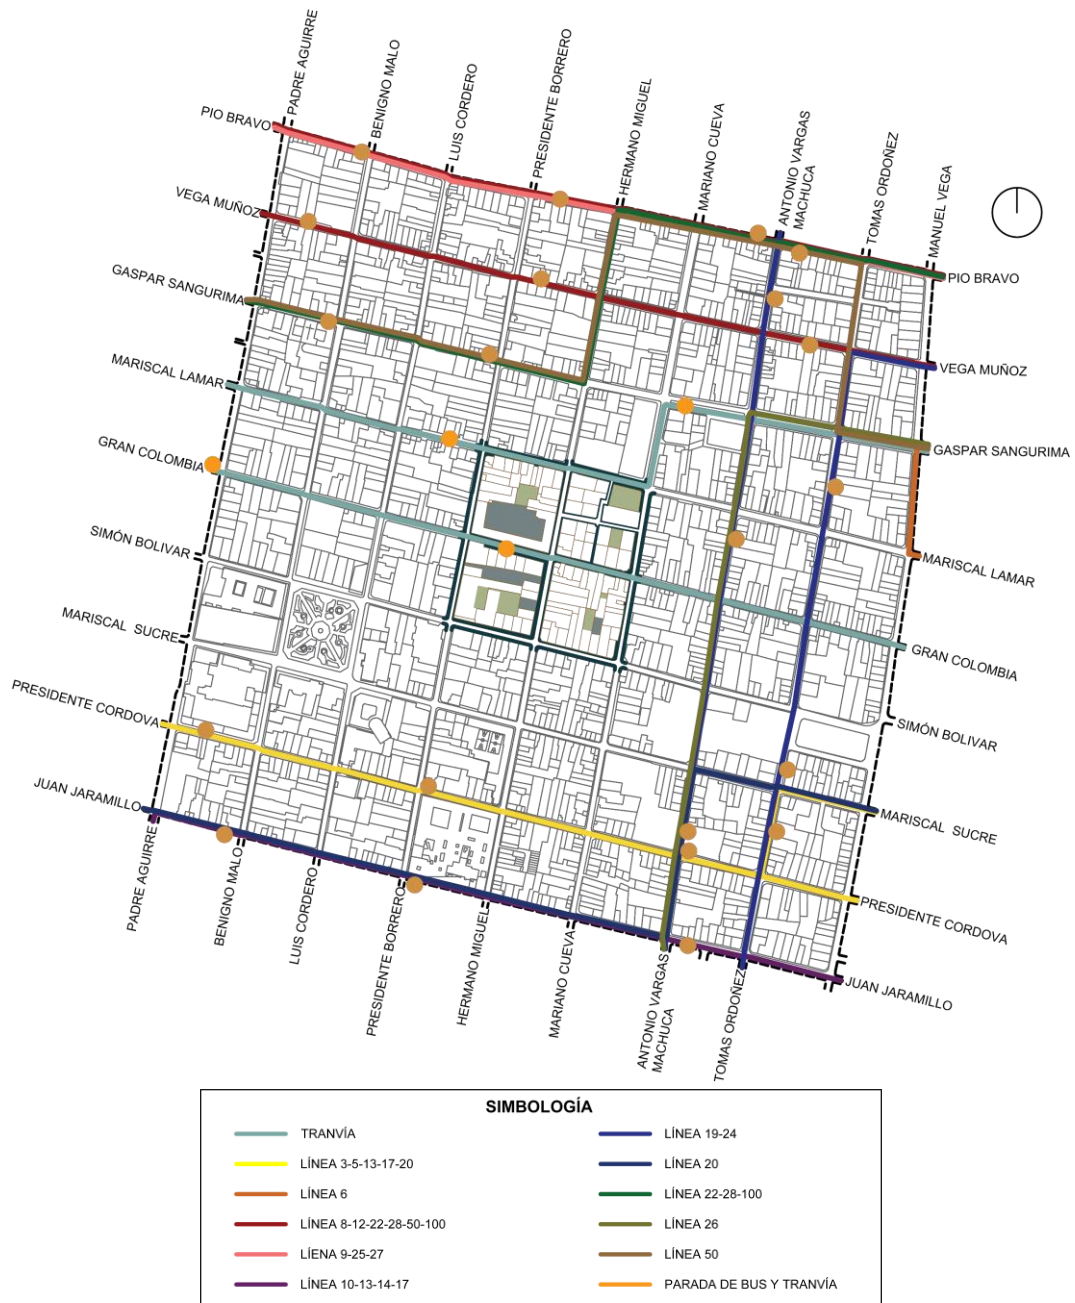 PADRE AGUIRRE
BENIGNO MALO
LUIS CORDERO
PRESIDENTE BORRERO
HERMANO MIGUEL
MARIANO CUEVA
ANTONIO VARGAS
MACHUCA
TOMAS ORDOÑEZ
MANUEL VEGA
PIO BRAVO
VEGA MUÑOZ
GASPAR SANGURIMA
MARISCAL LAMAR
GRAN COLOMBIA
SIMÓN BOLIVAR
MARISCAL SUCRE
PRESIDENTE CORDOVA
JUAN JARAMILLO
PIO BRAVO
VEGA MUÑOZ
GASPAR SANGURIMA
MARISCAL LAMAR
GRAN COLOMBIA
SIMÓN BOLIVAR
MARISCAL SUCRE
PRESIDENTE CORDOVA
JUAN JARAMILLO
PADRE AGUIRRE
BENIGNO MALO
LUIS CORDERO
PRESIDENTE BORRERO
HERMANO MIGUEL
MARIANO CUEVA
ANTONIO VARGAS
MACHUCA
TOMAS ORDOÑEZ
SIMBOLOGÍA
TRANVÍA
LÍNEA 3-5-13-17-20
LÍNEA 6
LÍNEA 8-12-22-28-50-100
LÍENA 9-25-27
LÍNEA 10-13-14-17
LÍNEA 19-24
LÍNEA 20
LÍNEA 22-28-100
LÍNEA 26
LÍNEA 50
PARADA DE BUS Y TRANVÍA